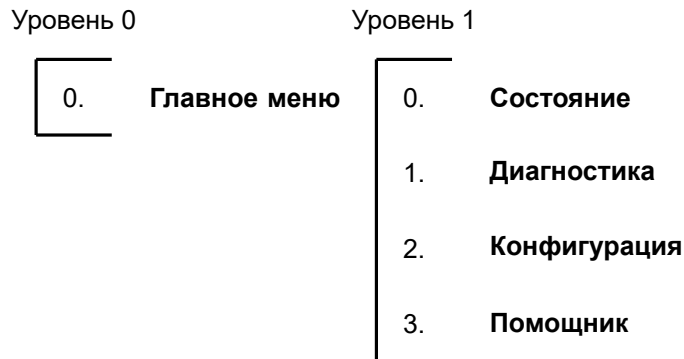 Уровень 0 Уровень 1
0. Главное меню 0. Состояние
1. Диагностика
2. Конфигурация
3. Помощник